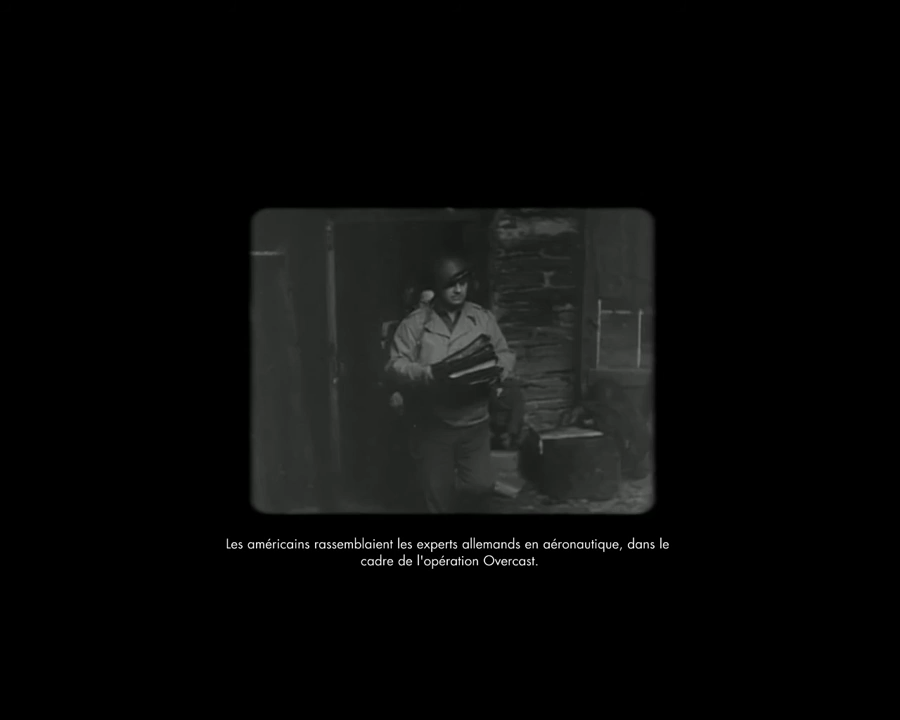 Les américains rassemblaient les experts allemands en aéronautique, dans le
cadre de l'opération Overcast.